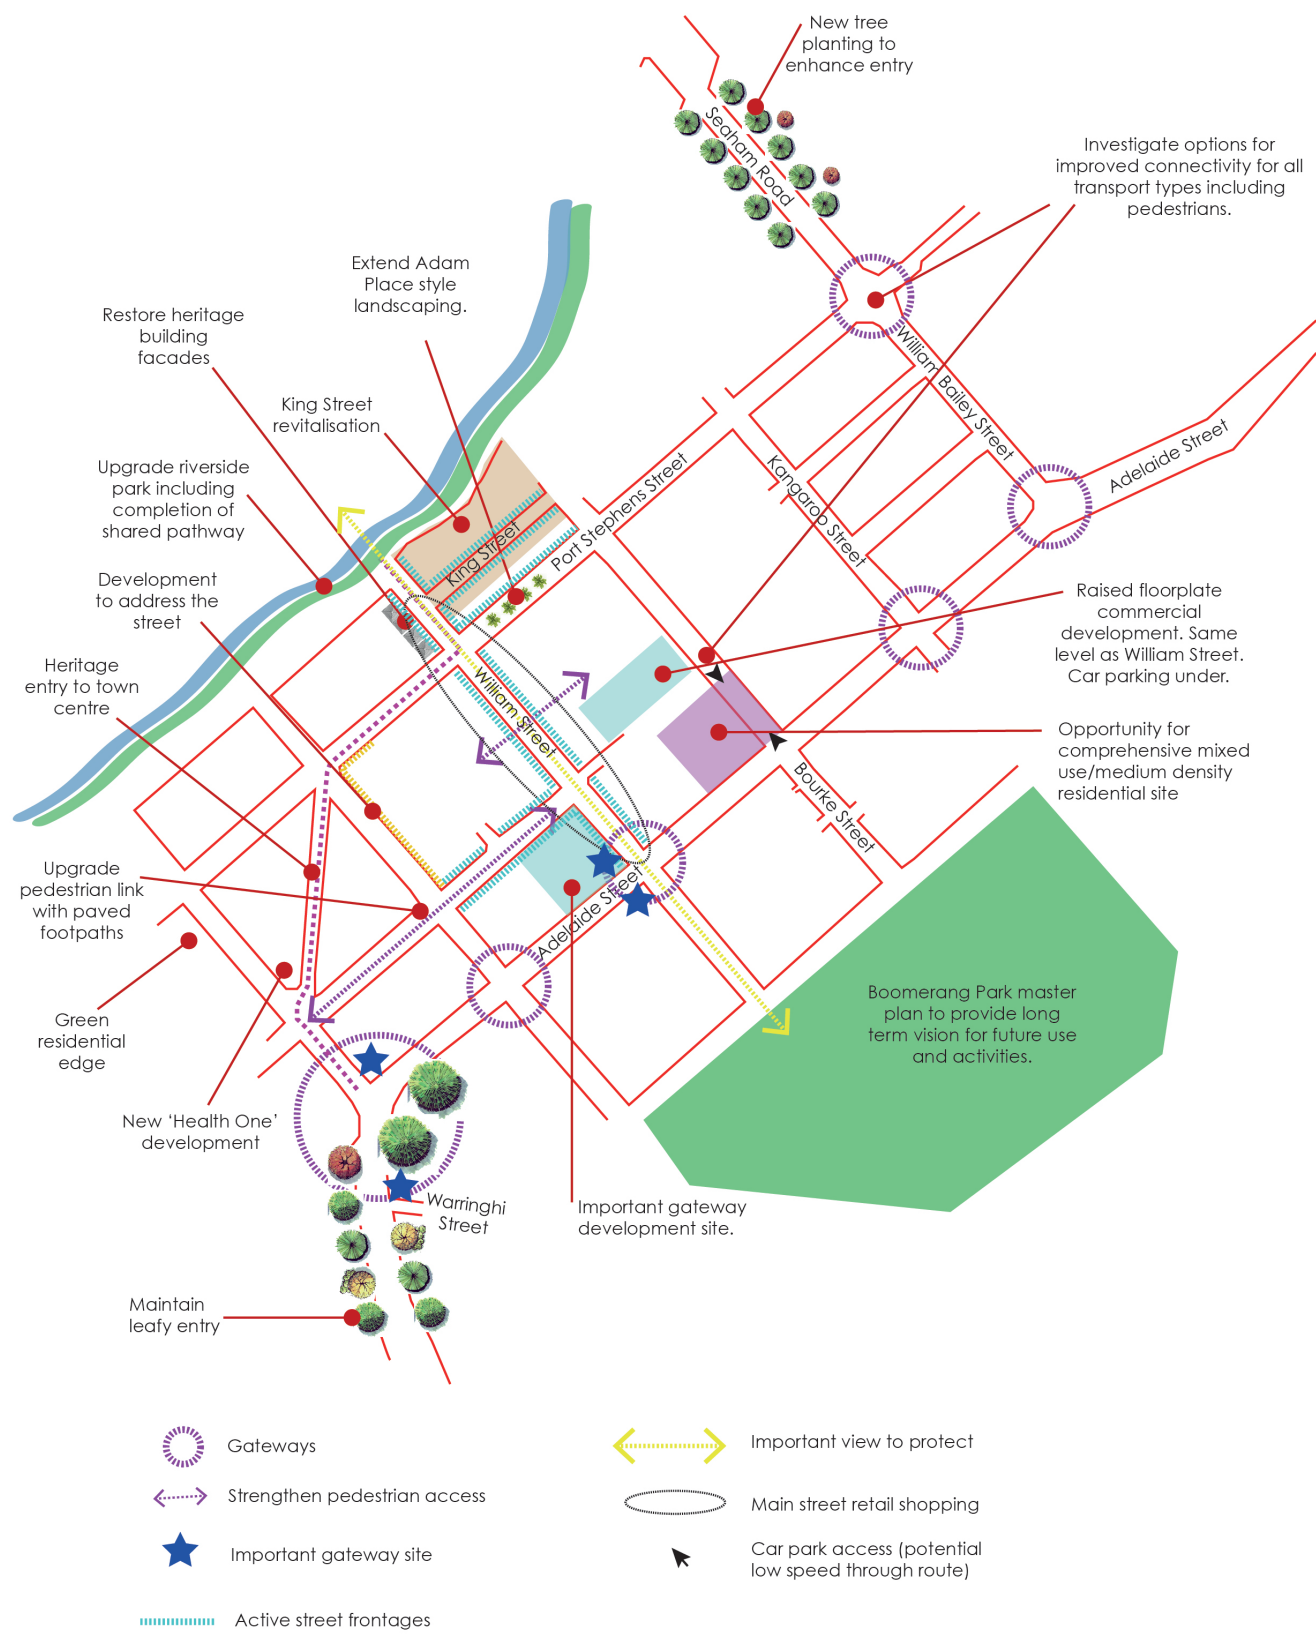 New tree
planting to
enhance entry
Seaham Road
Investigate options for
improved connectivity for all
transport types including
pedestrians.
Extend Adam
Place style
landscaping.
Restore heritage
building
facades
King Street
revitalisation
William Bailey Street
Adelaide Street
Upgrade riverside
park including
completion of
shared pathway
King Street
Port Stephens Street
Kangaroo Street
Development
to address the
street
Raised floorplate
commercial
development. Same
level as William Street.
Car parking under.
Heritage
entry to town
centre
William Street
Opportunity for
comprehensive mixed
use/medium density
residential site
Bourke Street
Upgrade
pedestrian link
with paved
footpaths
Adelaide Street
Green
residential
edge
Boomerang Park master
plan to provide long
term vision for future use
and activities.
New ‘Health One’
development
Warringhi
Street
Important gateway
development site.
Maintain
leafy entry
Gateways
Strengthen pedestrian access
Important gateway site
Active street frontages
Important view to protect
Main street retail shopping
Car park access (potential
low speed through route)